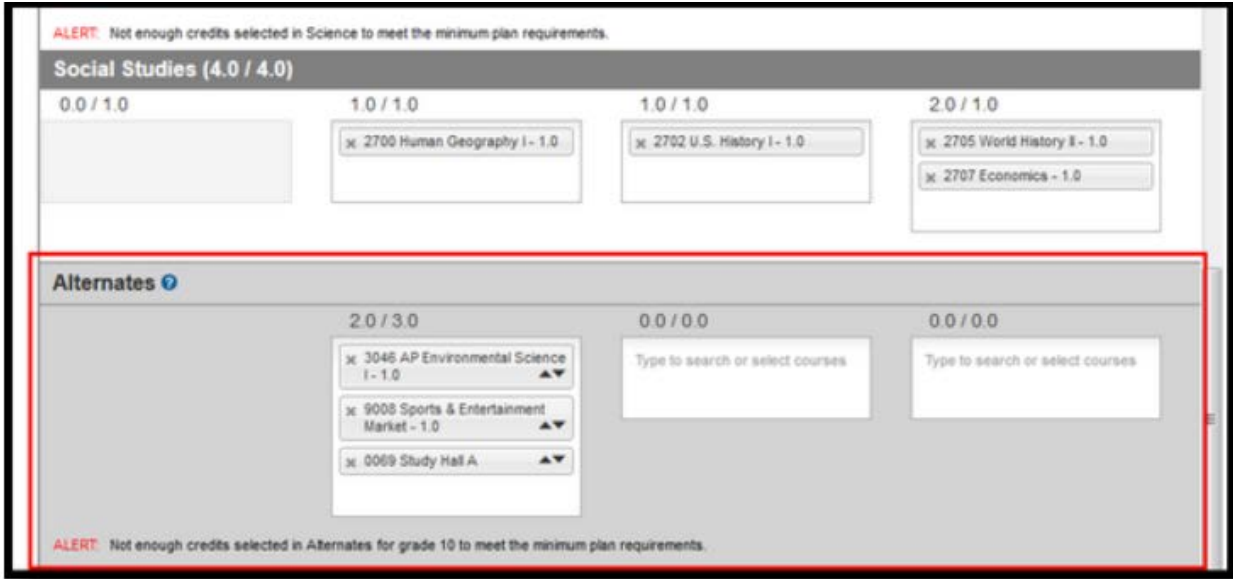 ALERT: Not enough credits selected in Science to meet the minimum plan requirements.
Social Studies (4.0 / 4.0)
0.0 / 1.0
1.0 / 1.0
1.0 / 1.0
2.0 / 1.0
2700 Human Geography I - 1.0
2702 U.S. History I - 1.0
2705 World History II - 1.0
2707 Economics - 1.0
Alternates
2.0 / 3.0
0.0 / 0.0
0.0 / 0.0
3046 AP Environmental Science
I - 1.0
9008 Sports & Entertainment
Market - 1.0
0069 Study Hall A
Type to search or select courses
Type to search or select courses
ALERT: Not enough credits selected in Alternates for grade 10 to meet the minimum plan requirements.